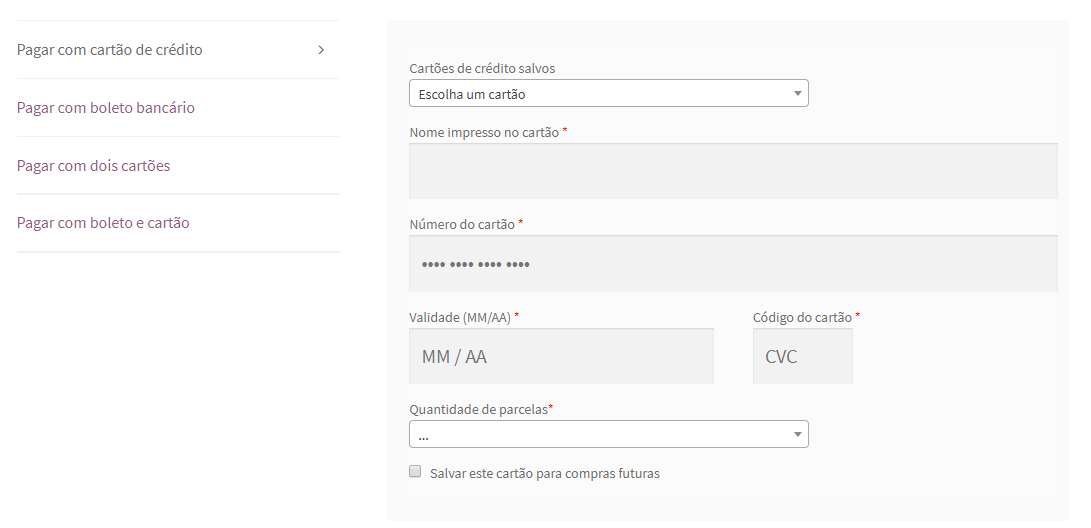 Pagar com cartão de crédito
Pagar com boleto bancário
Pagar com dois cartões
Pagar com boleto e cartão
Cartões de crédito salvos
Escolha um cartão
Nome impresso no cartão *
Número do cartão *
•••• •••• •••• ••••
Validade (MM/AA) *
MM / AA
Código do cartão *
CVC
Quantidade de parcelas*
...
Salvar este cartão para compras futuras